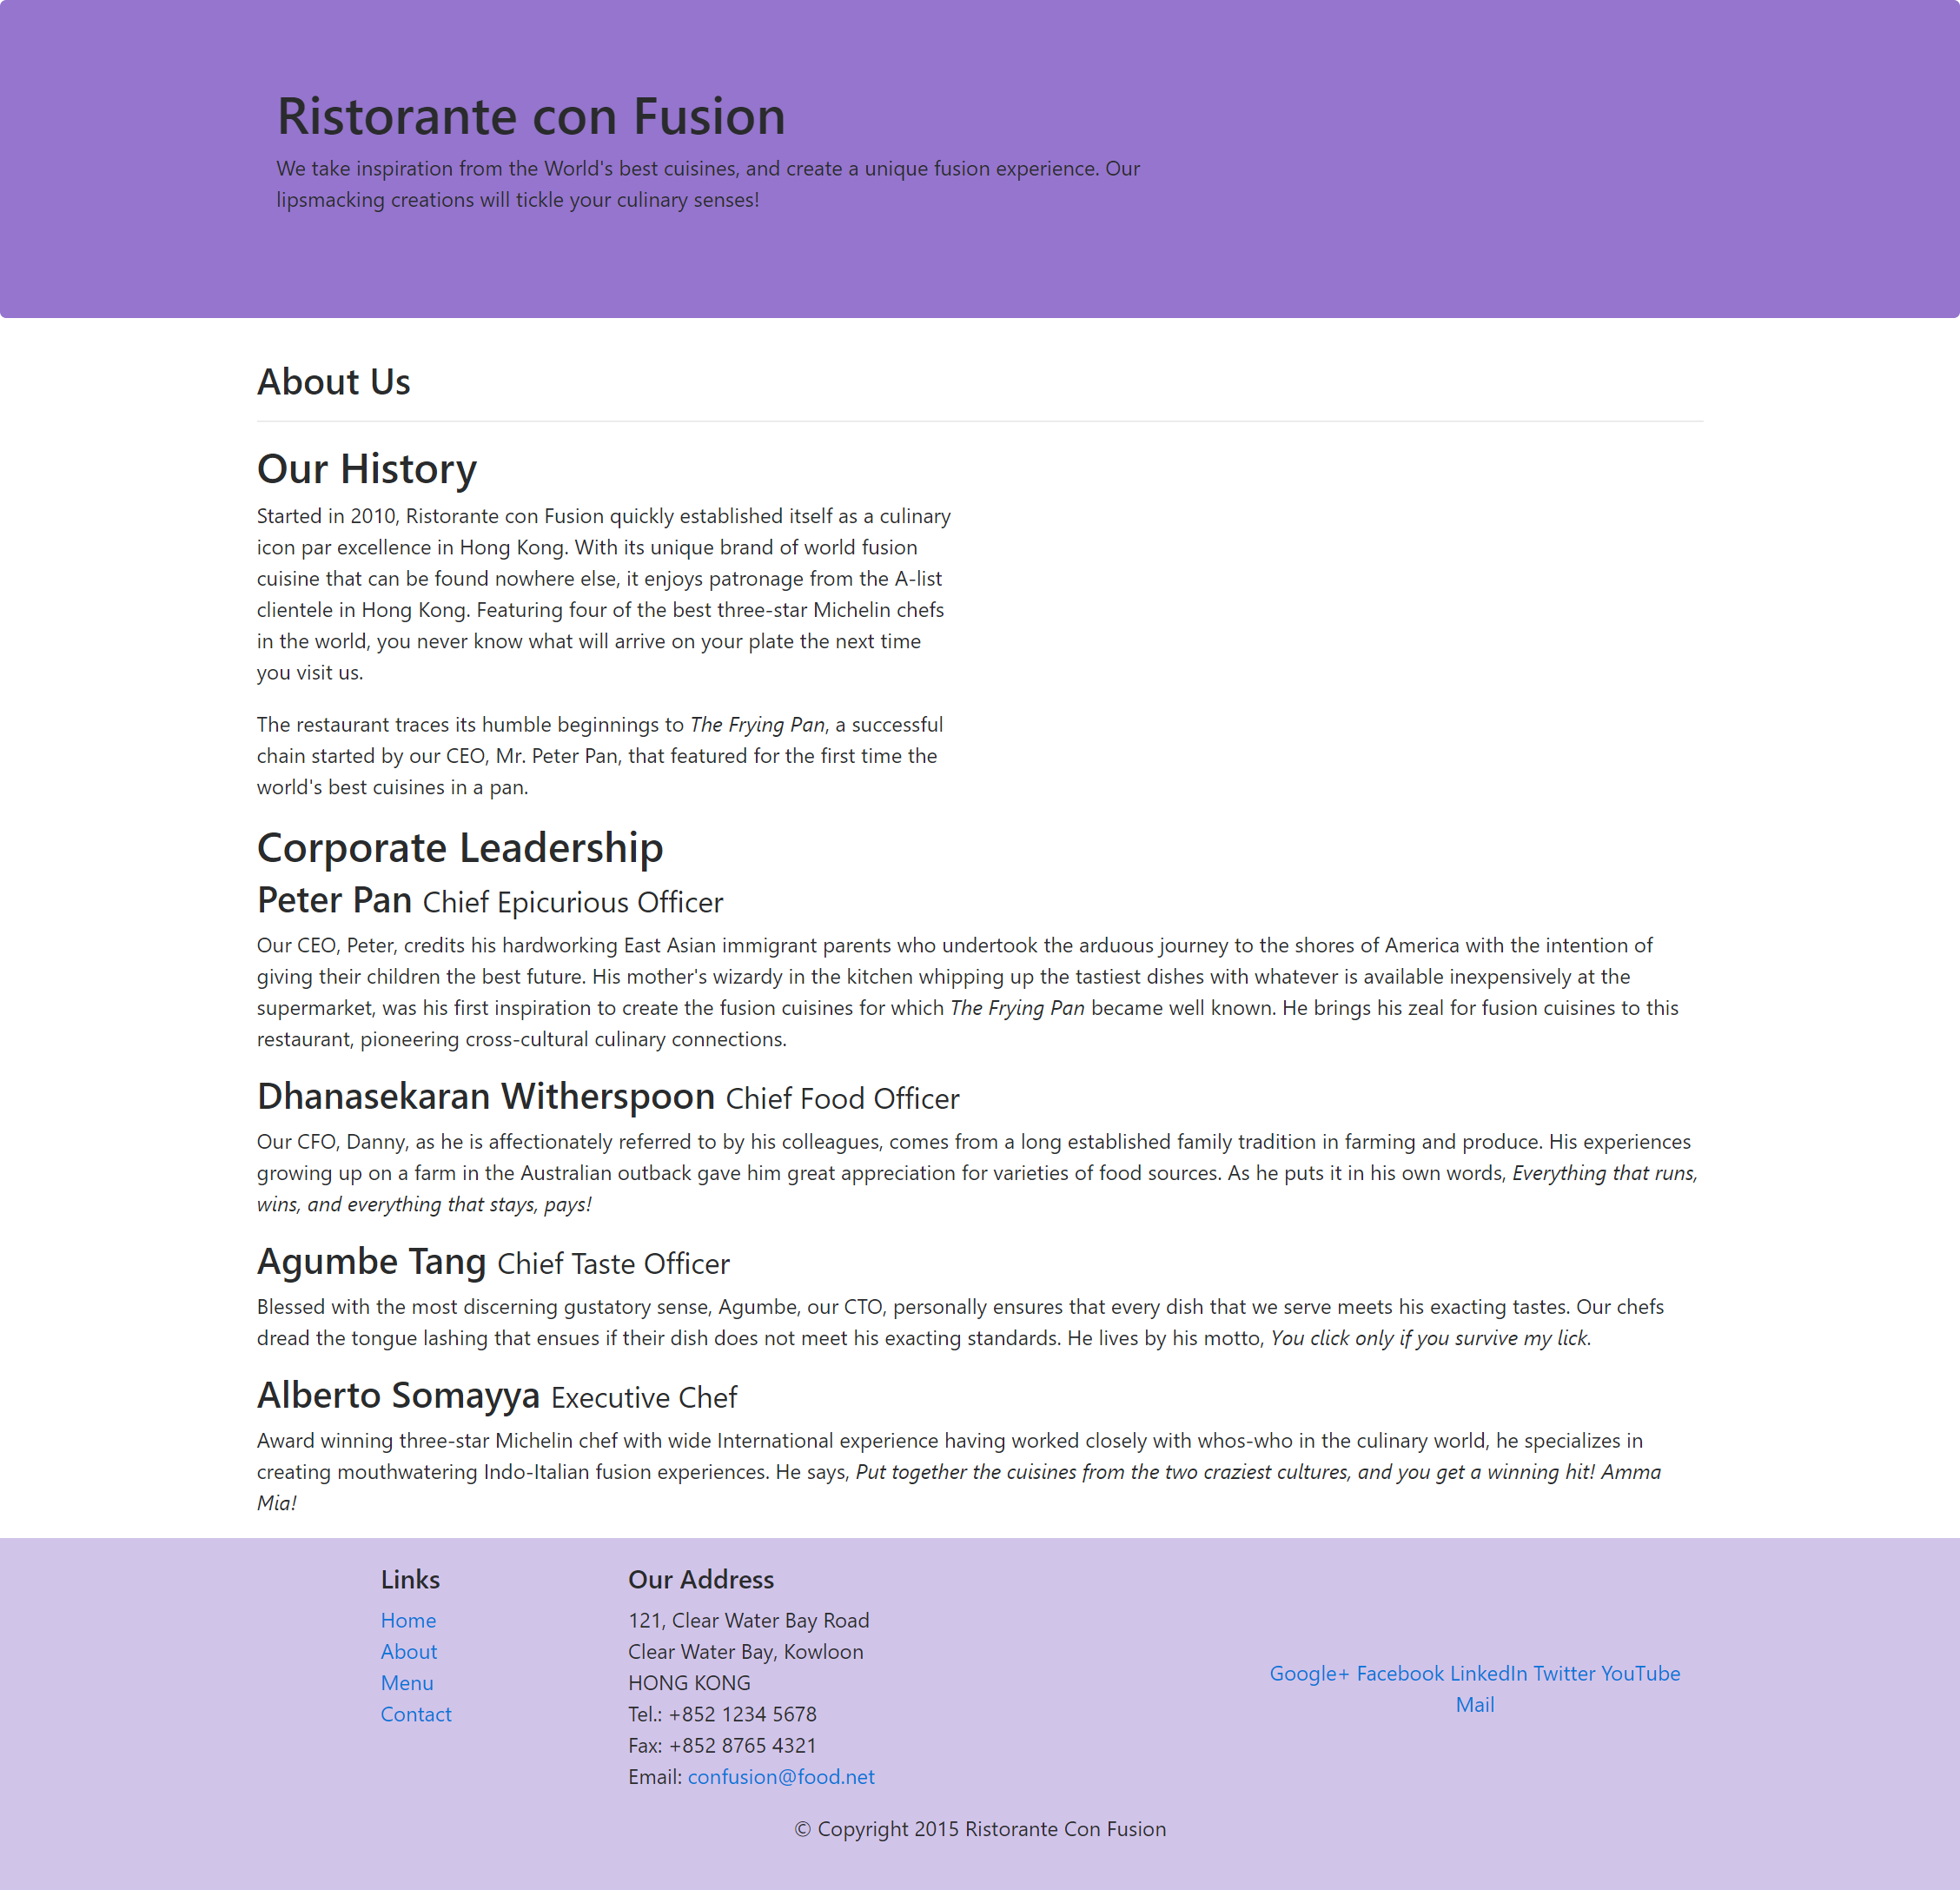 Ristorante con Fusion
We take inspiration from the World's best cuisines, and create a unique fusion experience. Our
lipsmacking creations will tickle your culinary senses!
About Us
Our History
Started in 2010, Ristorante con Fusion quickly established itself as a culinary
icon par excellence in Hong Kong. With its unique brand of world fusion
cuisine that can be found nowhere else, it enjoys patronage from the A-list
clientele in Hong Kong. Featuring four of the best three-star Michelin chefs
in the world, you never know what will arrive on your plate the next time
you visit us.
The restaurant traces its humble beginnings to The Frying Pan, a successful
chain started by our CEO, Mr. Peter Pan, that featured for the first time the
world's best cuisines in a pan.
Corporate Leadership
Peter Pan Chief Epicurious Officer
Our CEO, Peter, credits his hardworking East Asian immigrant parents who undertook the arduous journey to the shores of America with the intention of
giving their children the best future. His mother's wizardy in the kitchen whipping up the tastiest dishes with whatever is available inexpensively at the
supermarket, was his first inspiration to create the fusion cuisines for which The Frying Pan became well known. He brings his zeal for fusion cuisines to this
restaurant, pioneering cross-cultural culinary connections.
Dhanasekaran Witherspoon Chief Food Officer
Our CFO, Danny, as he is affectionately referred to by his colleagues, comes from a long established family tradition in farming and produce. His experiences
growing up on a farm in the Australian outback gave him great appreciation for varieties of food sources. As he puts it in his own words, Everything that runs,
wins, and everything that stays, pays!
Agumbe Tang Chief Taste Officer
Blessed with the most discerning gustatory sense, Agumbe, our CTO, personally ensures that every dish that we serve meets his exacting tastes. Our chefs
dread the tongue lashing that ensues if their dish does not meet his exacting standards. He lives by his motto, You click only if you survive my lick.
Alberto Somayya Executive Chef
Award winning three-star Michelin chef with wide International experience having worked closely with whos-who in the culinary world, he specializes in
creating mouthwatering Indo-Italian fusion experiences. He says, Put together the cuisines from the two craziest cultures, and you get a winning hit! Amma
Mia!
Links
Home
About
Menu
Contact
Our Address
121, Clear Water Bay Road
Clear Water Bay, Kowloon
HONG KONG
Tel.: +852 1234 5678
Fax: +852 8765 4321
Email: confusion@food.net
Google+ Facebook LinkedIn Twitter YouTube
Mail
© Copyright 2015 Ristorante Con Fusion